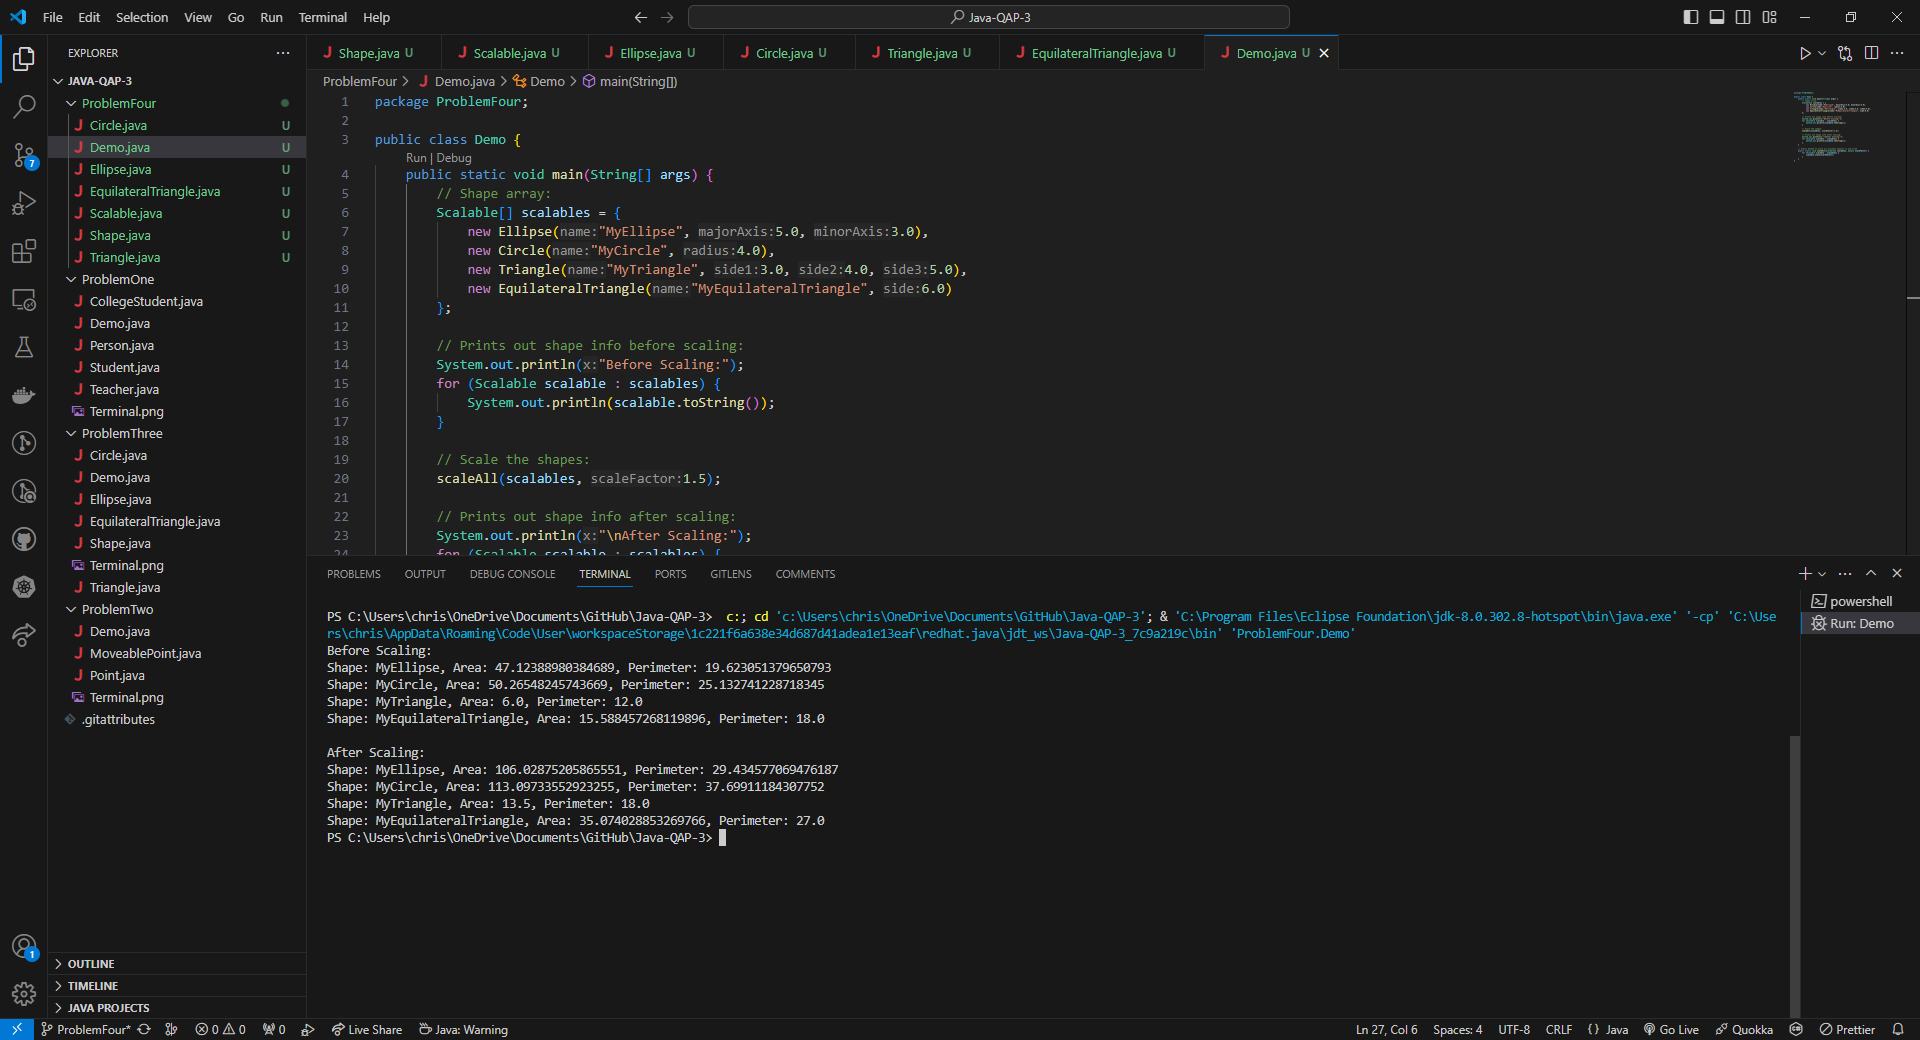 File Edit Selection View Go Run Terminal Help
Java-QAP-3
EXPLORER
JAVA-QAP-3
ProblemFour
Circle.java U
Demo.java U
Ellipse.java U
EquilateralTriangle.java U
Scalable.java U
Shape.java U
Triangle.java U
ProblemOne
CollegeStudent.java
Demo.java
Person.java
Student.java
Teacher.java
Terminal.png
ProblemThree
Circle.java
Demo.java
Ellipse.java
EquilateralTriangle.java
Shape.java
Terminal.png
Triangle.java
ProblemTwo
Demo.java
MoveablePoint.java
Point.java
Terminal.png
.gitattributes
OUTLINE
TIMELINE
JAVA PROJECTS
7
1
Shape.java U Scalable.java U Ellipse.java U Circle.java U Triangle.java U EquilateralTriangle.java U Demo.java U
ProblemFour > Demo.java > Demo > main(String[])
1 package ProblemFour;
2
3 public class Demo {
Run | Debug
4 public static void main(String[] args) {
5 // Shape array:
6 Scalable[] scalables = {
7 new Ellipse(name:"MyEllipse", majorAxis:5.0, minorAxis:3.0),
8 new Circle(name:"MyCircle", radius:4.0),
9 new Triangle(name:"MyTriangle", side1:3.0, side2:4.0, side3:5.0),
10 new EquilateralTriangle(name:"MyEquilateralTriangle", side:6.0)
11 };
12
13 // Prints out shape info before scaling:
14 System.out.println(x:"Before Scaling:");
15 for (Scalable scalable : scalables) {
16 System.out.println(scalable.toString());
17 }
18
19 // Scale the shapes:
20 scaleAll(scalables, scaleFactor:1.5);
21
22 // Prints out shape info after scaling:
23 System.out.println(x:"\nAfter Scaling:");
24 for (Scalable scalable : scalables) {
PROBLEMS OUTPUT DEBUG CONSOLE TERMINAL PORTS GITLENS COMMENTS
PS C:\Users\chris\OneDrive\Documents\GitHub\Java-QAP-3> c:; cd 'c:\Users\chris\OneDrive\Documents\GitHub\Java-QAP-3'; & 'C:\Program Files\Eclipse Foundation\jdk-8.0.302.8-hotspot\bin\java.exe' '-cp' 'C:\Use
rs\chris\AppData\Roaming\Code\User\workspaceStorage\1c221f6a638e34d687d41adea1e13eaf\redhat.java\jdt_ws\Java-QAP-3_7c9a219c\bin' 'ProblemFour.Demo'
Before Scaling:
Shape: MyEllipse, Area: 47.12388980384689, Perimeter: 19.623051379650793
Shape: MyCircle, Area: 50.26548245743669, Perimeter: 25.132741228718345
Shape: MyTriangle, Area: 6.0, Perimeter: 12.0
Shape: MyEquilateralTriangle, Area: 15.588457268119896, Perimeter: 18.0
After Scaling:
Shape: MyEllipse, Area: 106.02875205865551, Perimeter: 29.434577069476187
Shape: MyCircle, Area: 113.09733552923255, Perimeter: 37.69911184307752
Shape: MyTriangle, Area: 13.5, Perimeter: 18.0
Shape: MyEquilateralTriangle, Area: 35.074028853269766, Perimeter: 27.0
PS C:\Users\chris\OneDrive\Documents\GitHub\Java-QAP-3>
powershell
Run: Demo
ProblemFour* 0 0 0 Live Share Java: Warning Ln 27, Col 6 Spaces: 4 UTF-8 CRLF {} Java Go Live Quokka Prettier